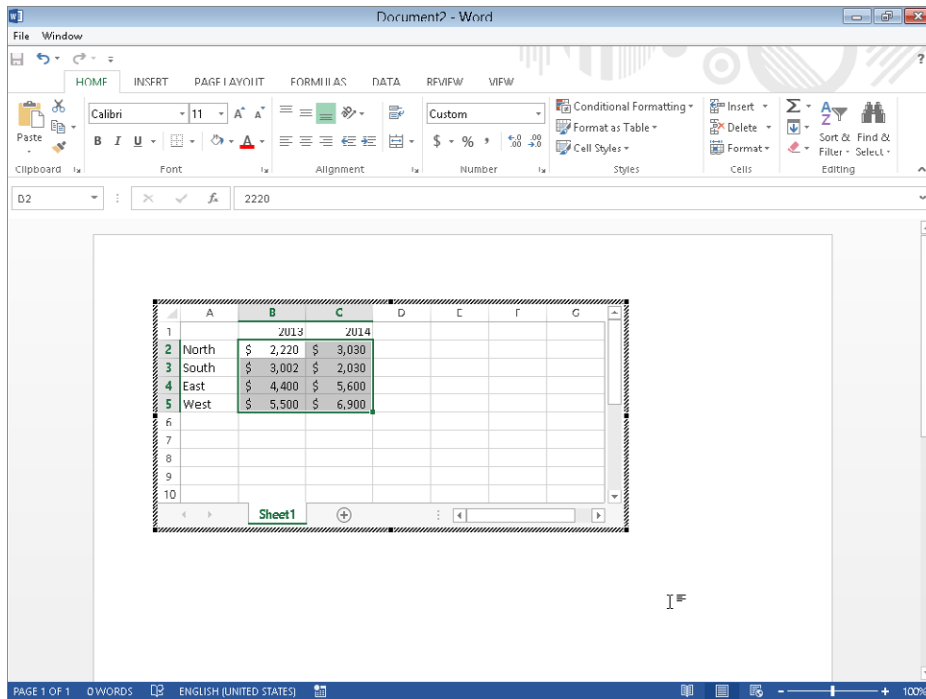 Document2 - Word
File Window
HOME INSERT PAGE LAYOUT FORMULAS DATA REVIEW VIEW
Calibri 11 Custom Conditional Formatting Insert
Format as Table Delete
Paste B I U A $ % , Cell Styles Format Sort & Find &
Filter Select
Clipboard Font Alignment Number Styles Cells Editing
B2 fx 2220
A B C D E F G
1 2013 2014
2 North $ 2,220 $ 3,030
3 South $ 3,002 $ 2,030
4 East $ 4,400 $ 5,600
5 West $ 5,500 $ 6,900
6
7
8
9
10
Sheet1
PAGE 1 OF 1 0 WORDS ENGLISH (UNITED STATES) 100%